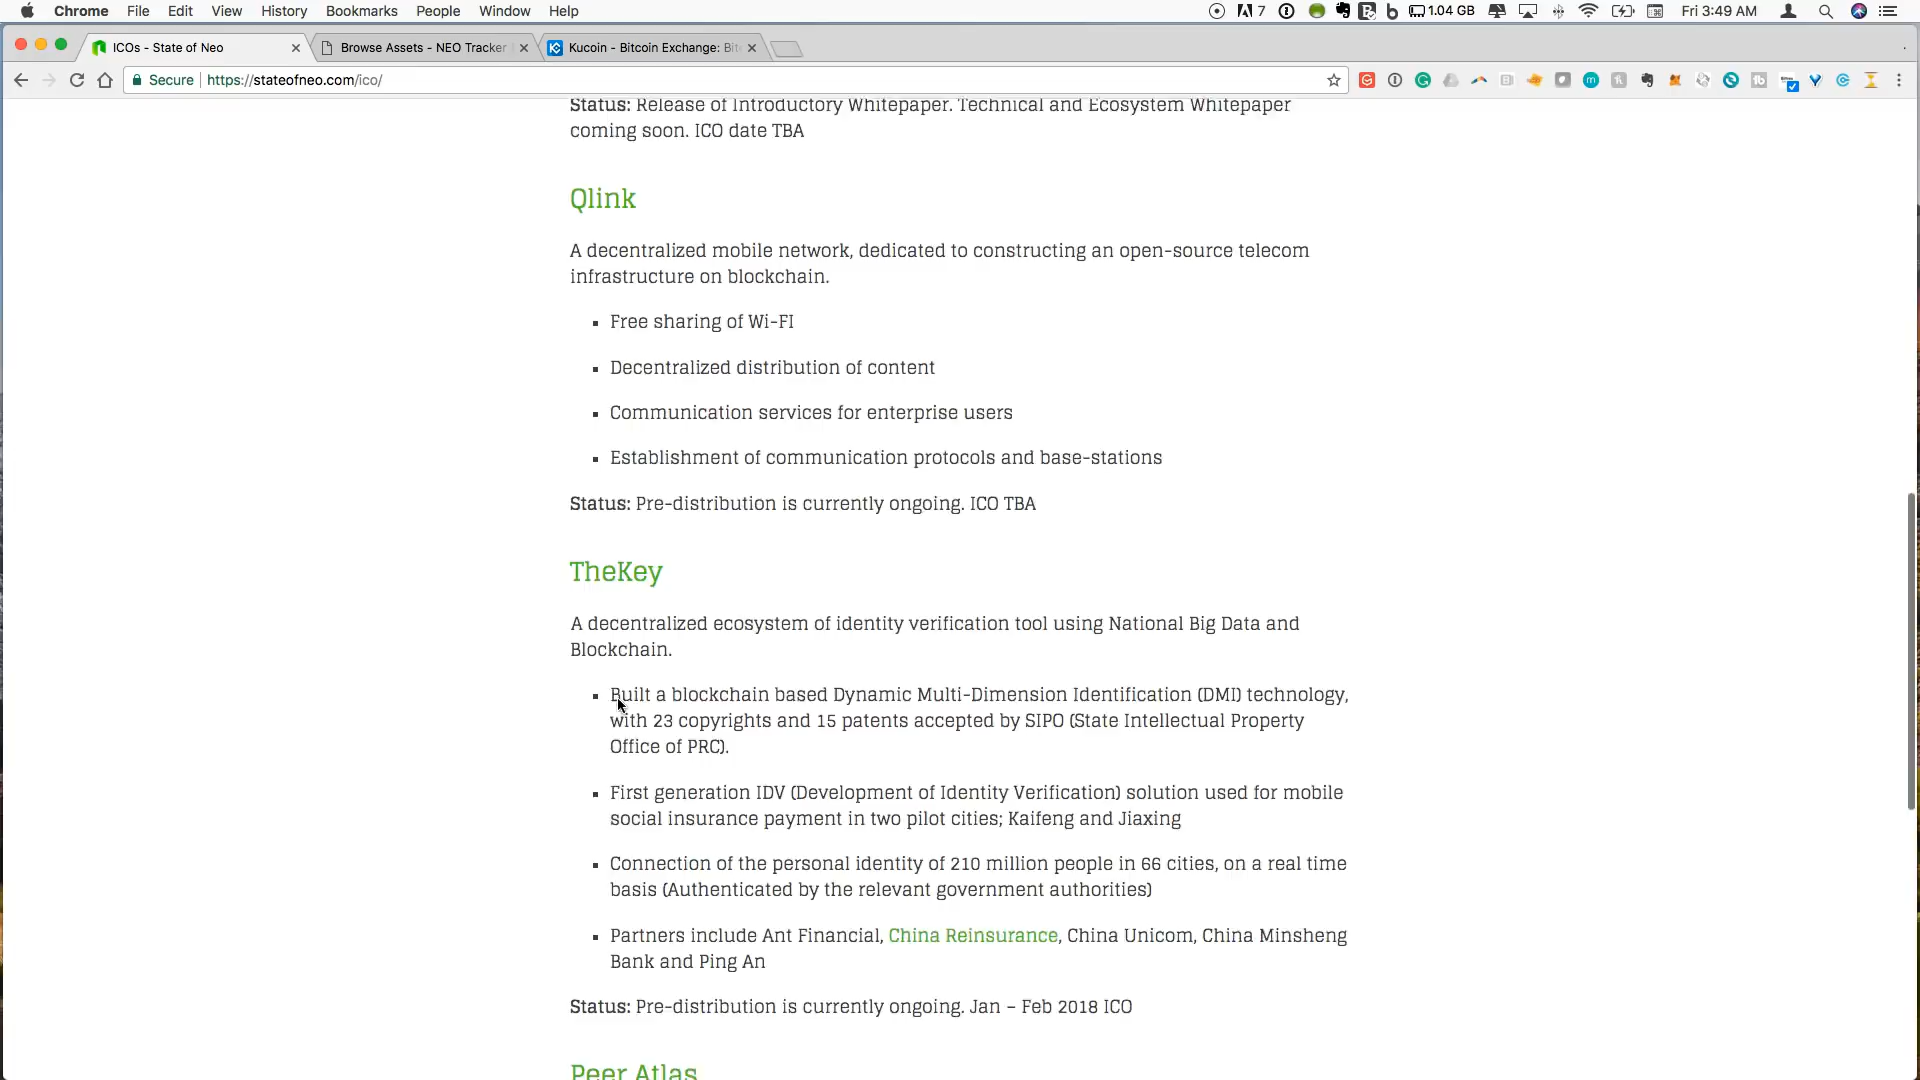 Chrome File Edit View History Bookmarks People Window Help 7 1.04 GB Fri 3:49 AM
ICOs - State of Neo Browse Assets - NEO Tracker Kucoin - Bitcoin Exchange: Bit
Secure https://stateofneo.com/ico/
Status: Release of Introductory Whitepaper. Technical and Ecosystem Whitepaper
coming soon. ICO date TBA
Qlink
A decentralized mobile network, dedicated to constructing an open-source telecom
infrastructure on blockchain.
Free sharing of Wi-FI
Decentralized distribution of content
Communication services for enterprise users
Establishment of communication protocols and base-stations
Status: Pre-distribution is currently ongoing. ICO TBA
TheKey
A decentralized ecosystem of identity verification tool using National Big Data and
Blockchain.
Built a blockchain based Dynamic Multi-Dimension Identification (DMI) technology,
with 23 copyrights and 15 patents accepted by SIPO (State Intellectual Property
Office of PRC).
First generation IDV (Development of Identity Verification) solution used for mobile
social insurance payment in two pilot cities; Kaifeng and Jiaxing
Connection of the personal identity of 210 million people in 66 cities, on a real time
basis (Authenticated by the relevant government authorities)
Partners include Ant Financial, China Reinsurance, China Unicom, China Minsheng
Bank and Ping An
Status: Pre-distribution is currently ongoing. Jan – Feb 2018 ICO
Peer Atlas